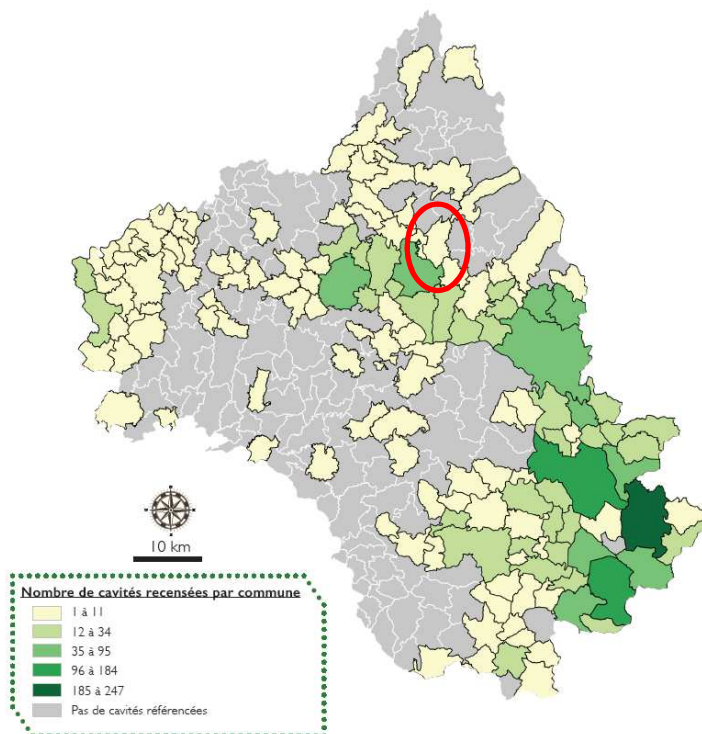 10 km
Nombre de cavités recensées par commune
1 à 11
12 à 34
35 à 95
96 à 184
185 à 247
Pas de cavités référencées